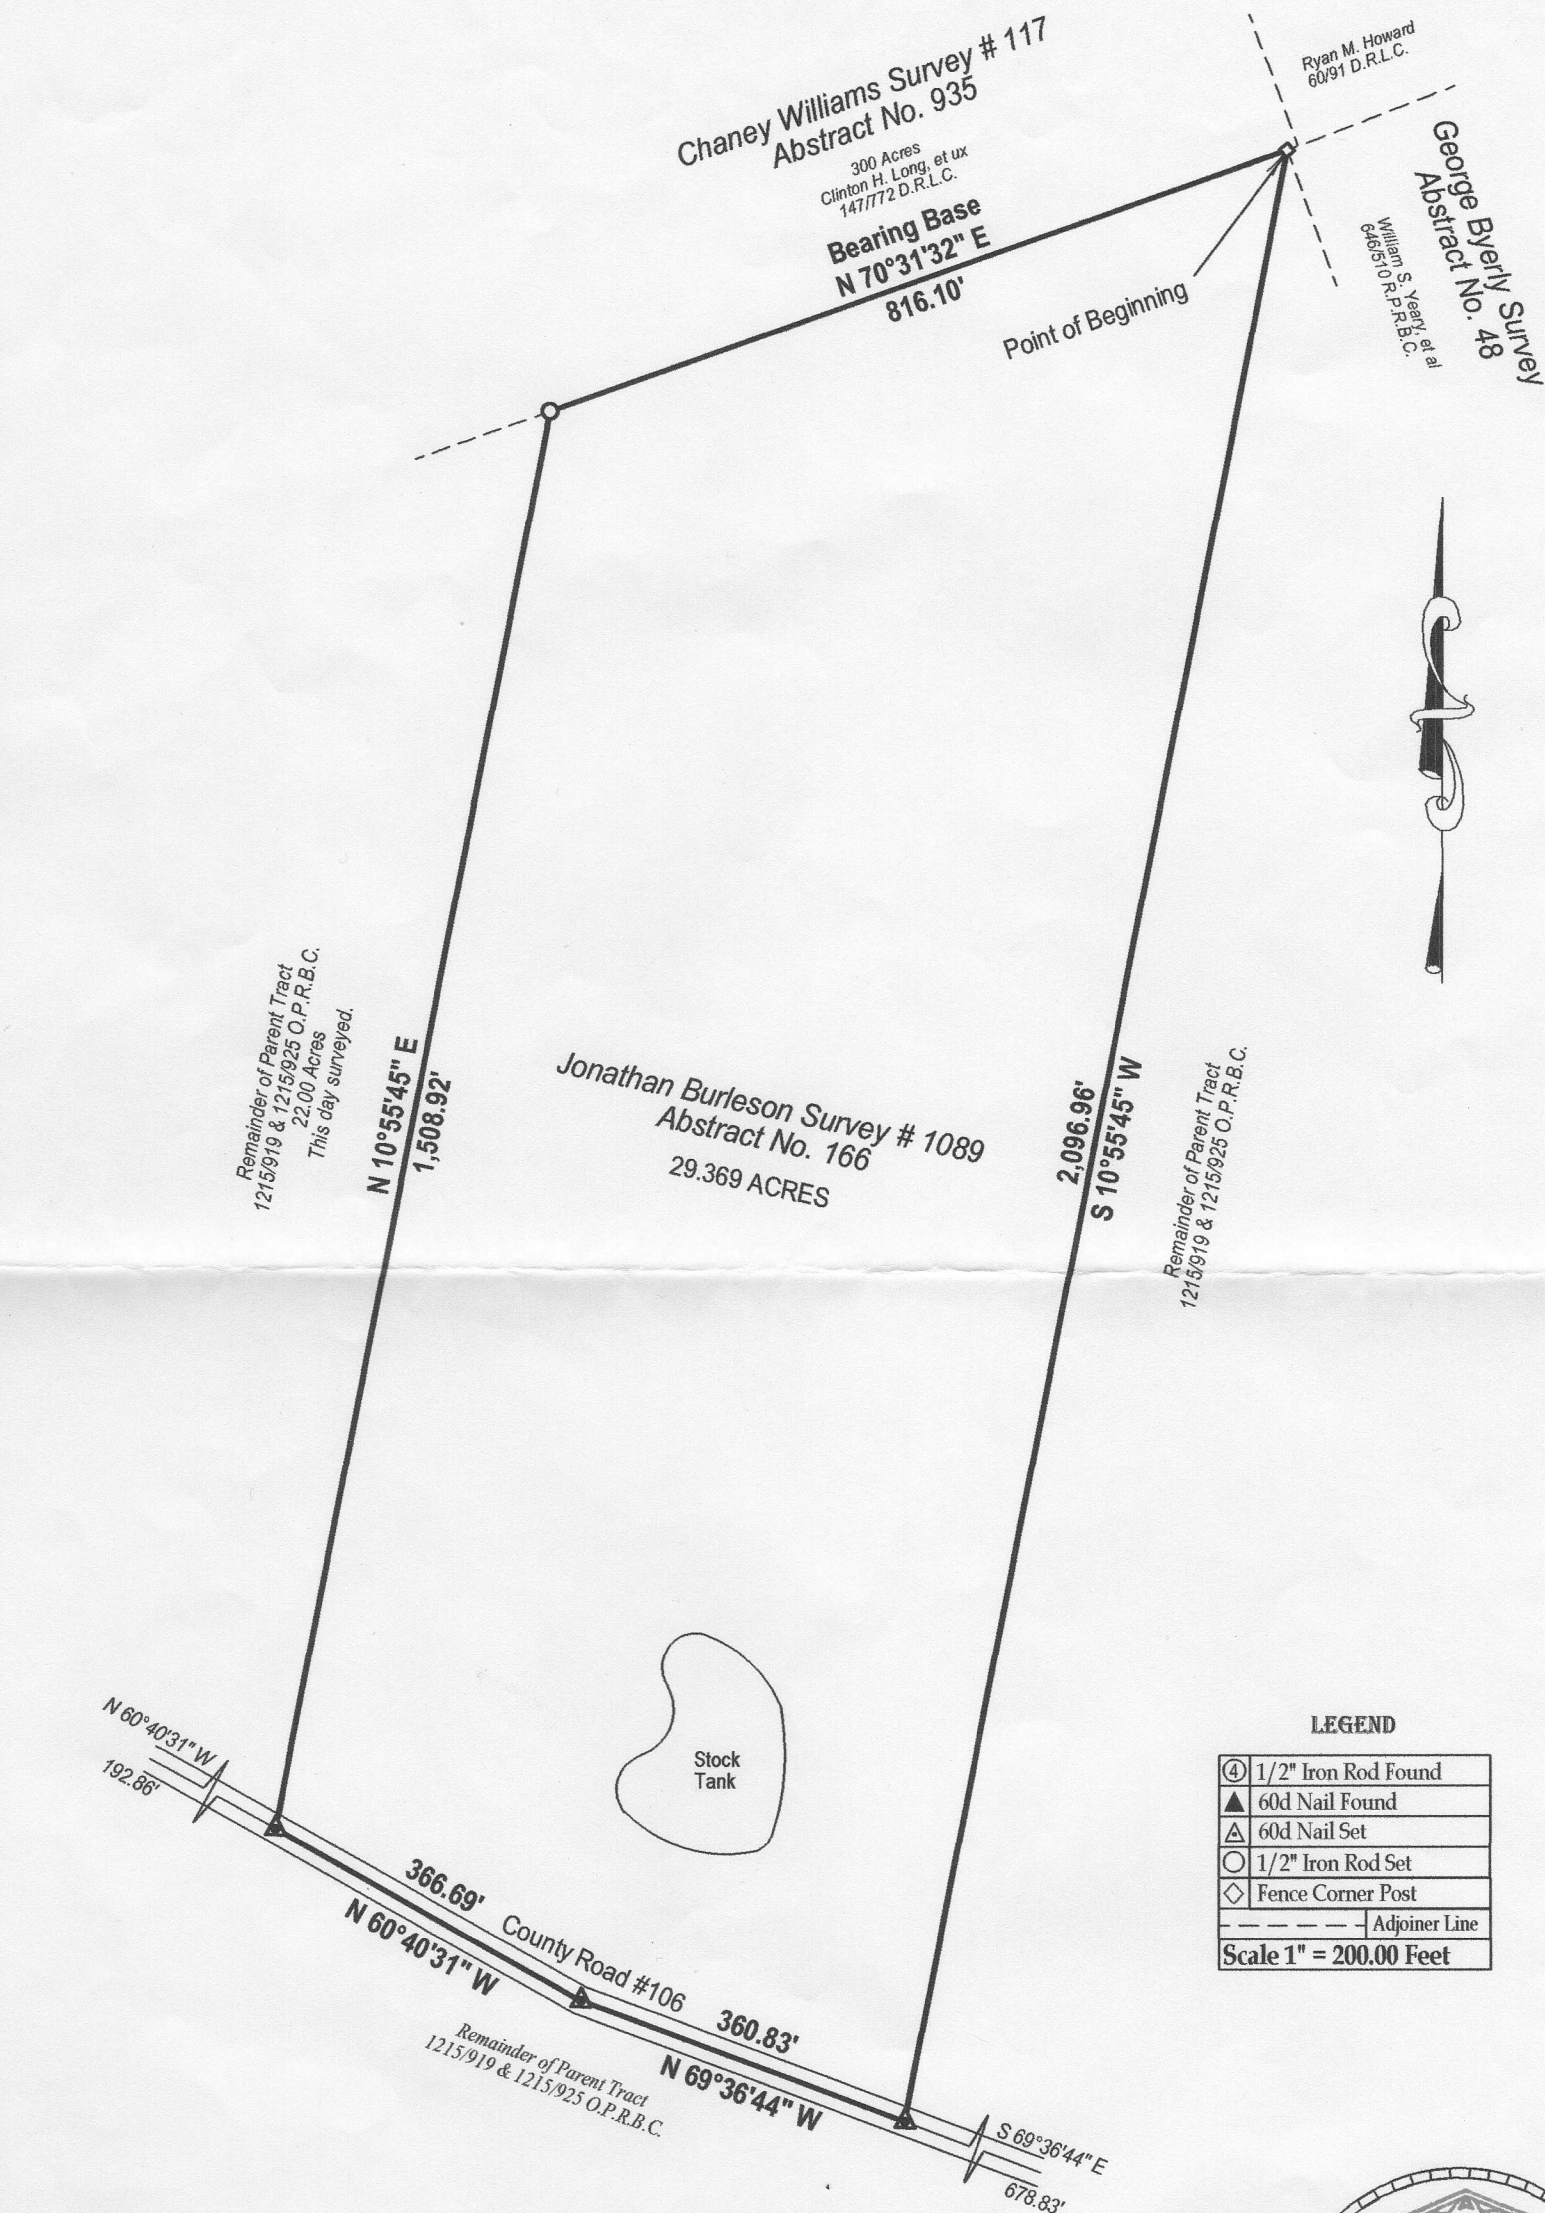 Chaney Williams Survey # 117
Abstract No. 935
300 Acres
Clinton H. Long, et ux
147/772 D.R.L.C.
Bearing Base
N 70°31'32" E
816.10'
Ryan M. Howard
60/91 D.R.L.C.
George Byerly Survey
Abstract No. 48
William S. Yeary, et al
646/510 R.P.R.B.C.
Point of Beginning
Remainder of Parent Tract
1215/919 & 1215/925 O.P.R.B.C.
22.00 Acres
This day surveyed.
N 10°55'45" E
1,508.92'
Jonathan Burleson Survey # 1089
Abstract No. 166
29.369 ACRES
2,096.96'
S 10°55'45" W
Remainder of Parent Tract
1215/919 & 1215/925 O.P.R.B.C.
Stock
Tank
N 60°40'31" W
192.86'
366.69'
N 60°40'31" W
County Road #106
360.83'
N 69°36'44" W
Remainder of Parent Tract
1215/919 & 1215/925 O.P.R.B.C.
S 69°36'44" E
678.83'
LEGEND
4 1/2" Iron Rod Found
60d Nail Found
60d Nail Set
1/2" Iron Rod Set
Fence Corner Post
Adjoiner Line
Scale 1" = 200.00 Feet